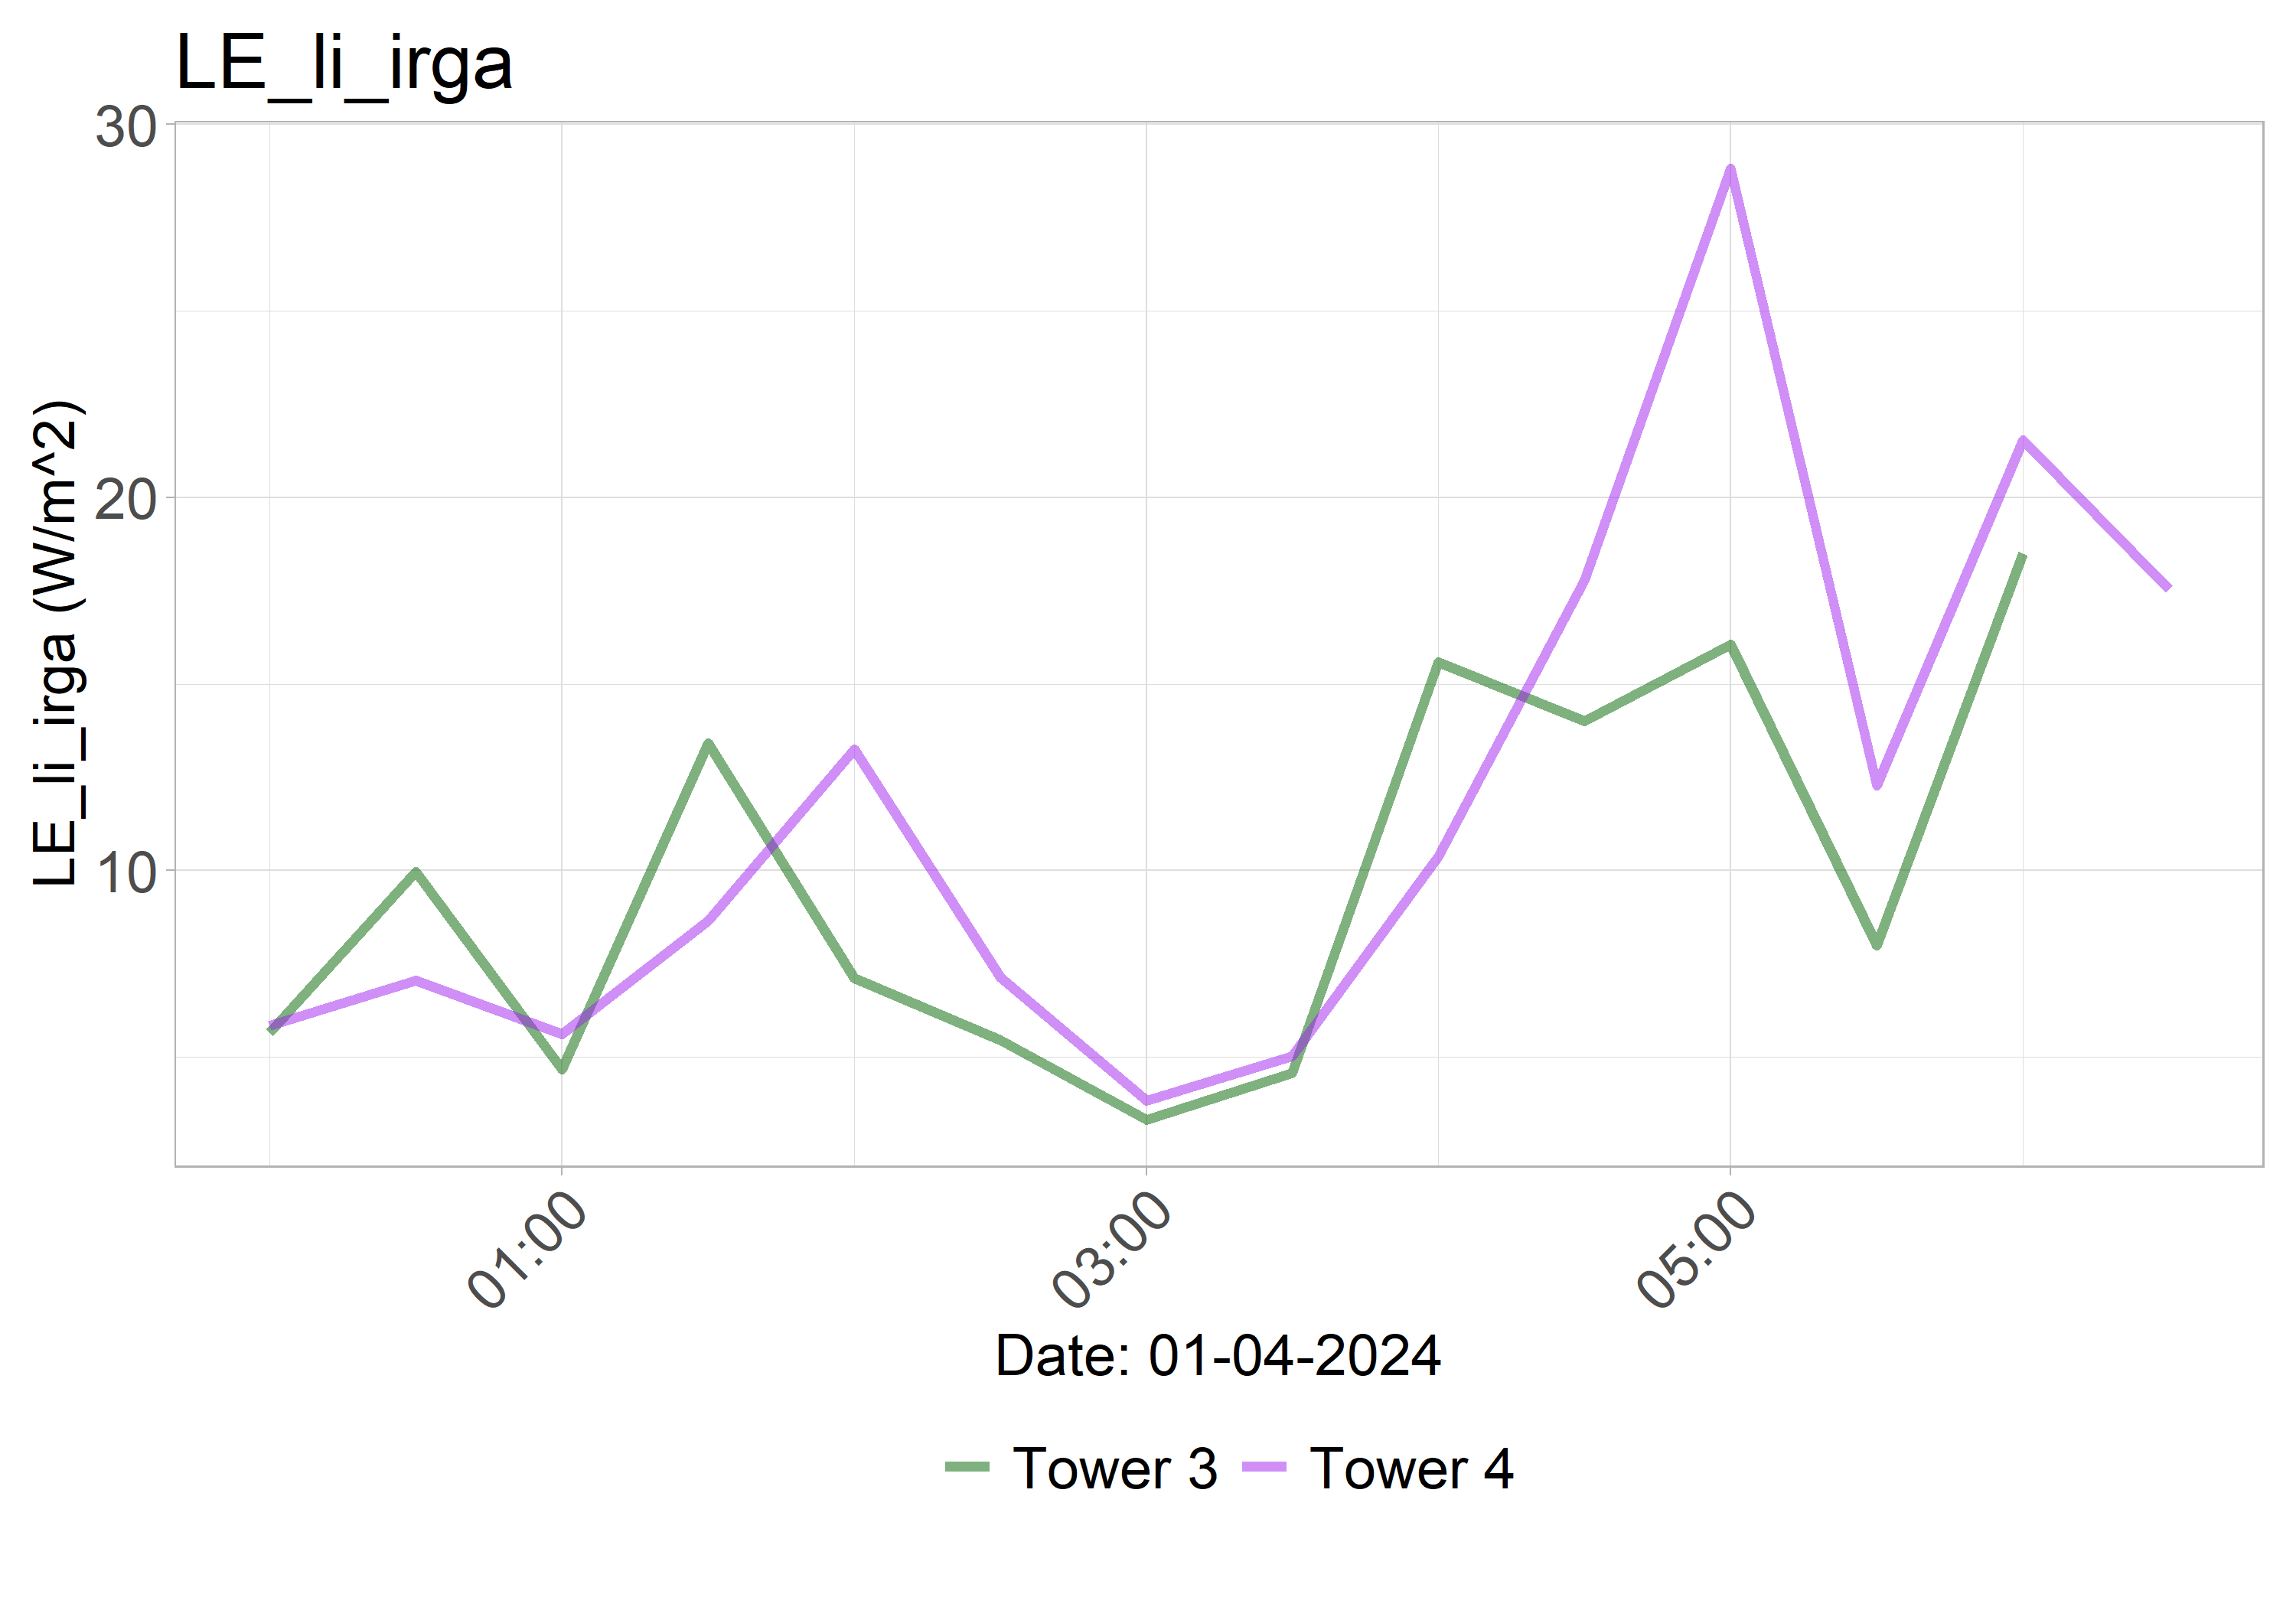 LE_li_irga
30
20
10
LE_li_irga (W/m^2)
01:00
03:00
05:00
Date: 01-04-2024
Tower 3
Tower 4